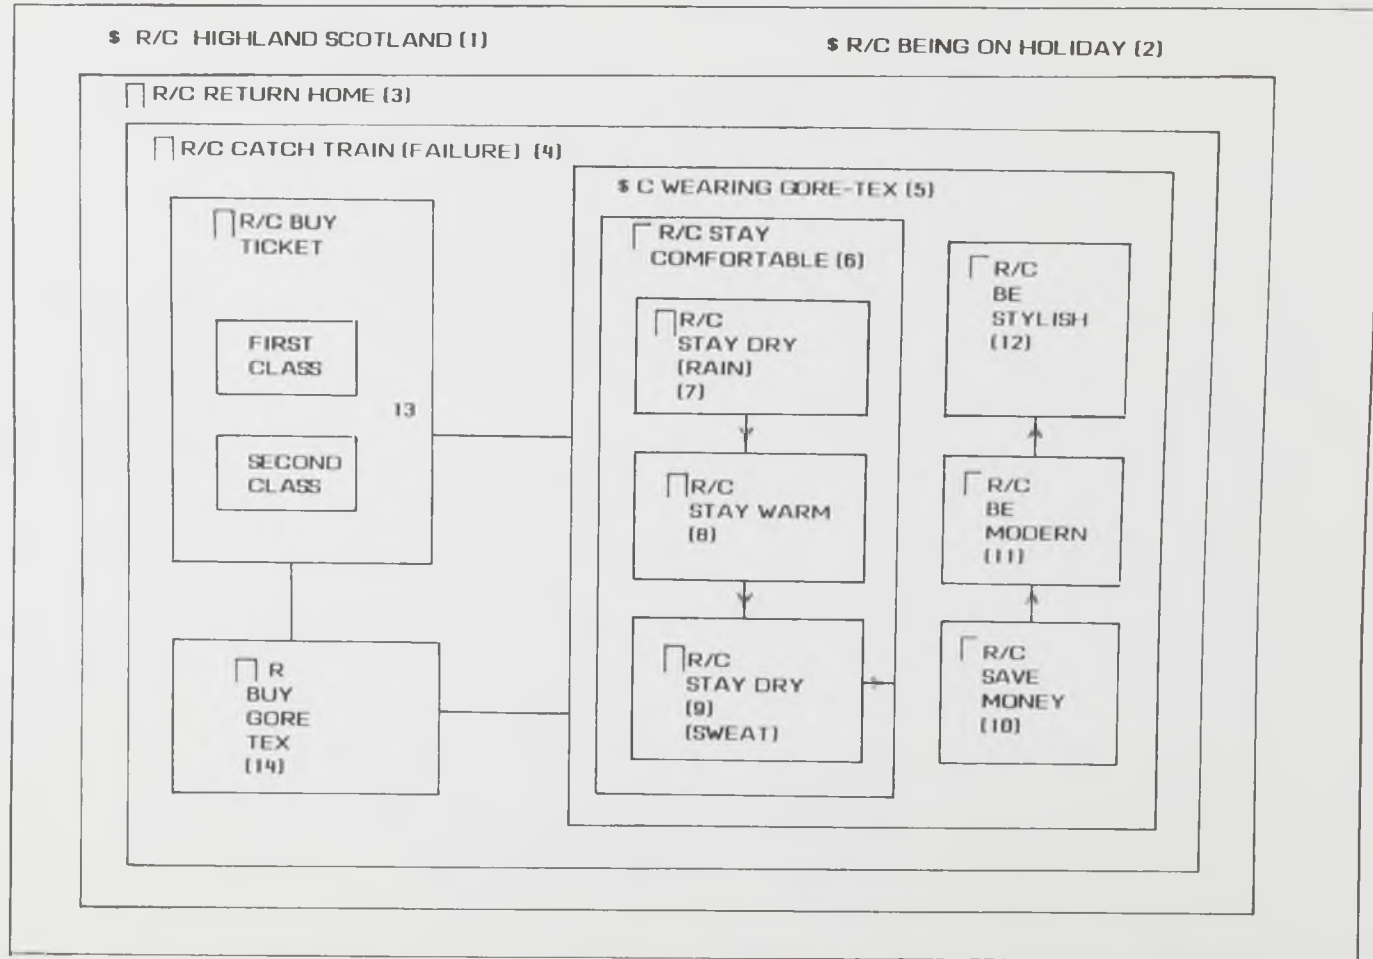 $ R/C HIGHLAND SCOTLAND (1)
$ R/C BEING ON HOLIDAY (2)
R/C RETURN HOME (3)
R/C CATCH TRAIN (FAILURE) (4)
$ C WEARING GORE-TEX (5)
R/C BUY
TICKET
FIRST
CLASS
13
SECOND
CLASS
R
BUY
GORE
TEX
(14)
R/C STAY
COMFORTABLE (6)
R/C
STAY DRY
(RAIN)
(7)
R/C
STAY WARM
(8)
R/C
STAY DRY
(9)
(SWEAT)
R/C
BE
STYLISH
(12)
R/C
BE
MODERN
(11)
R/C
SAVE
MONEY
(10)